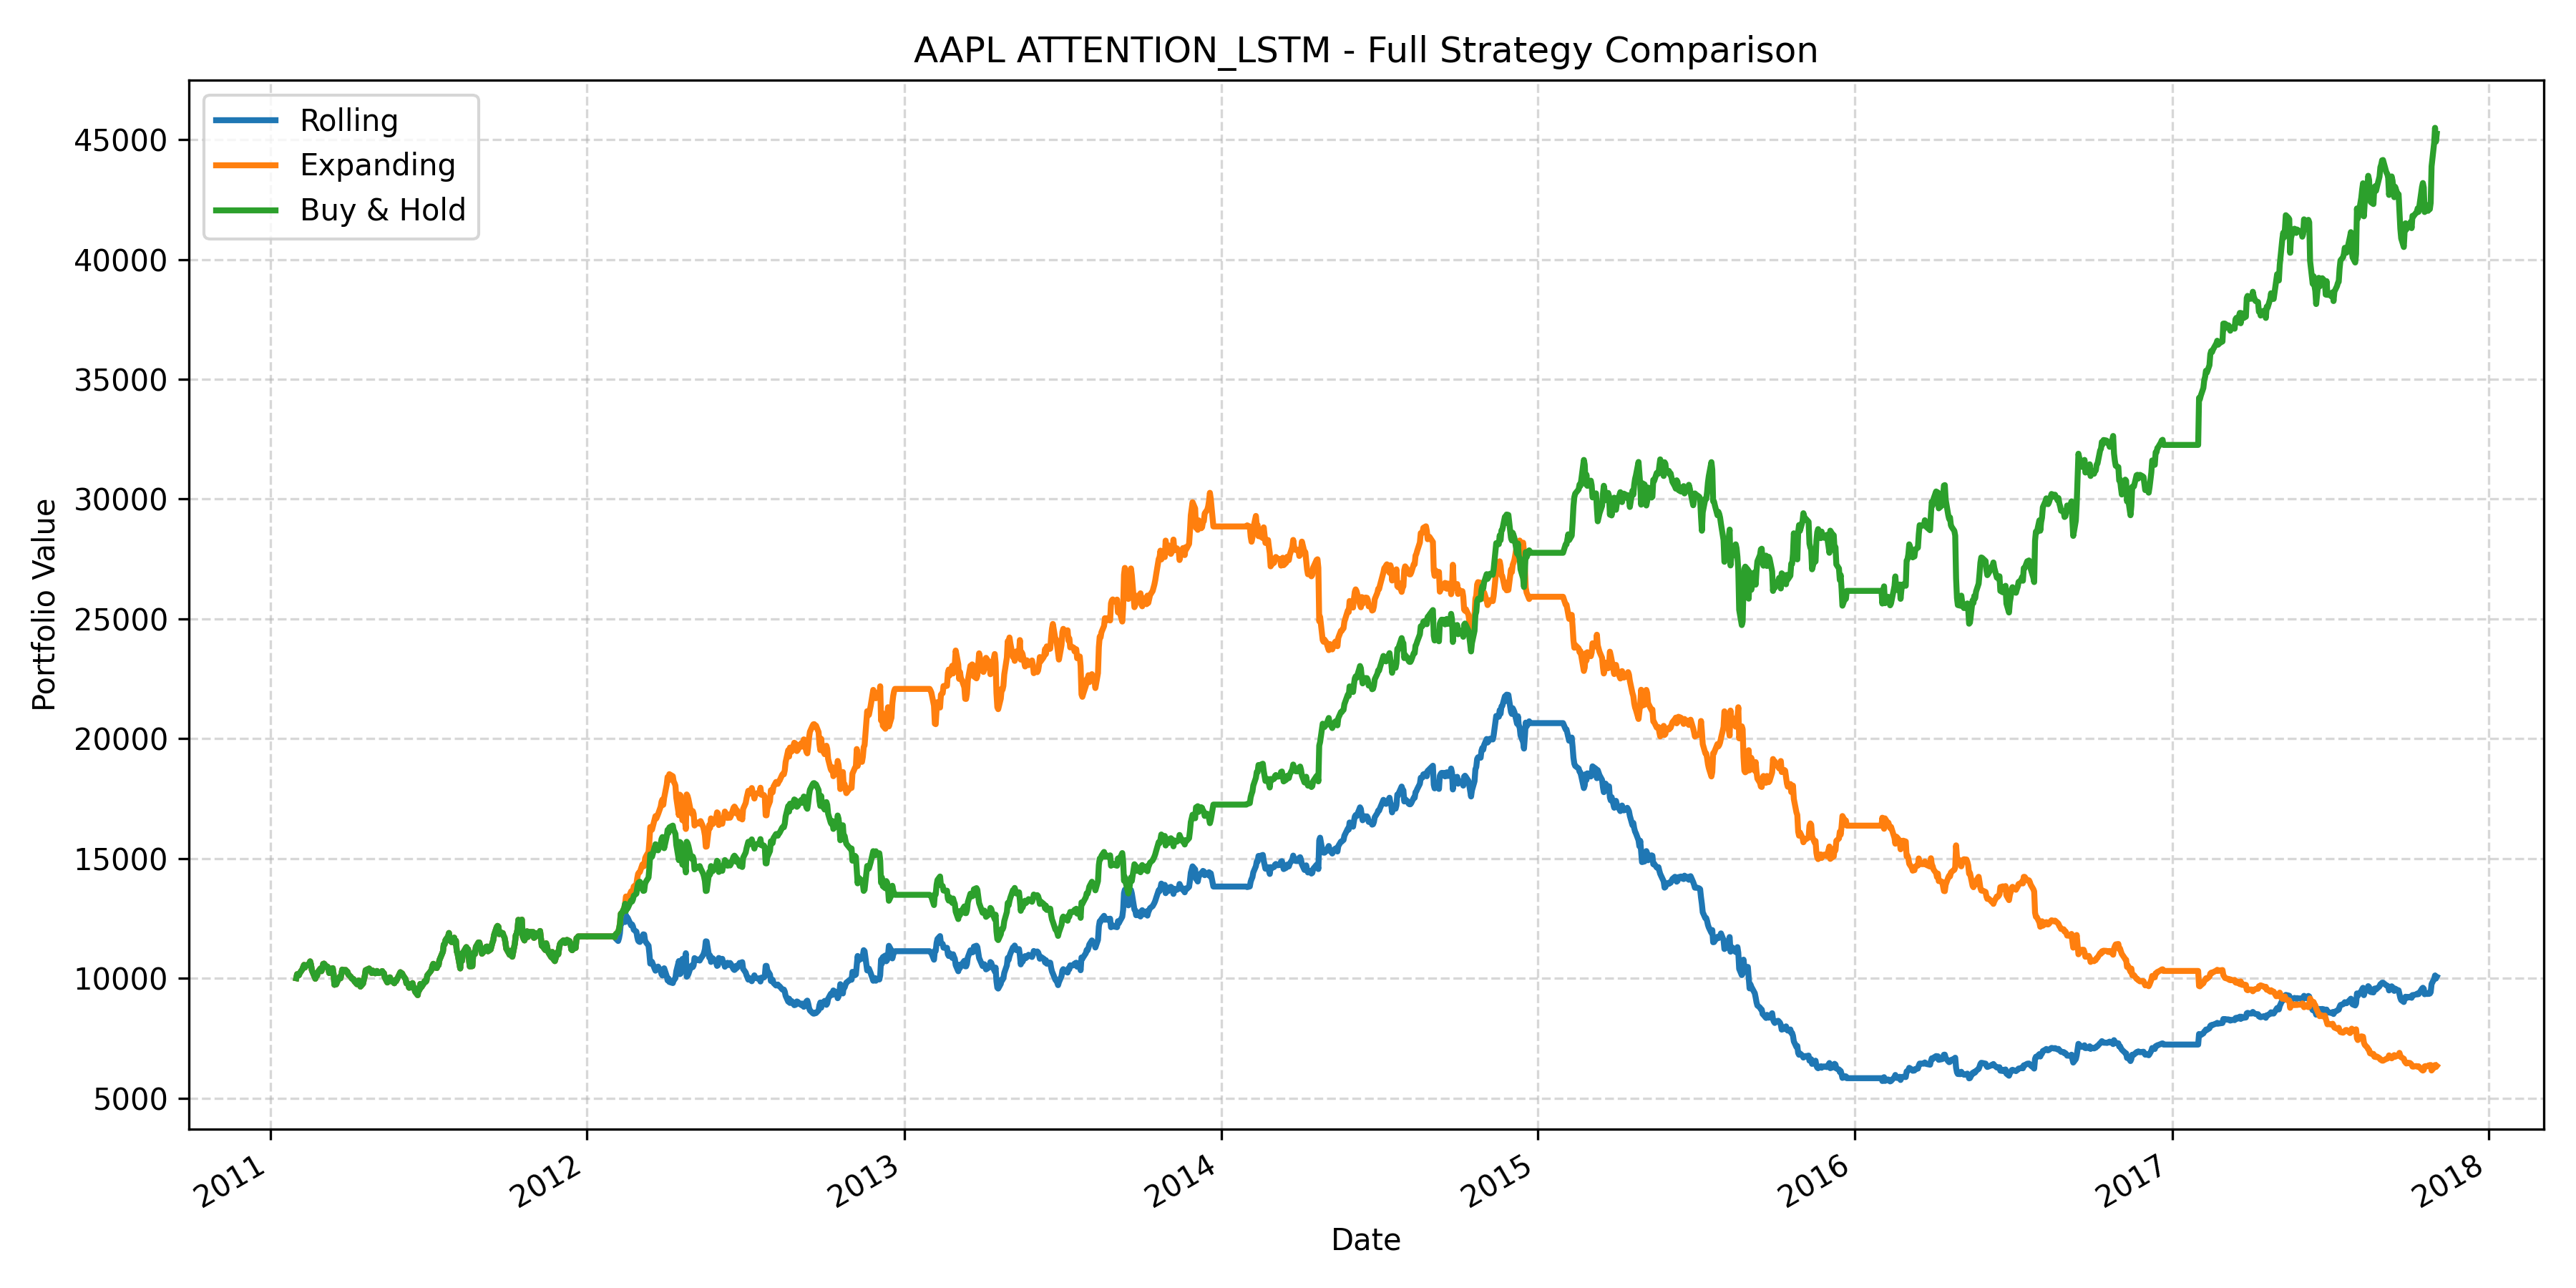 AAPL ATTENTION_LSTM - Full Strategy Comparison
Rolling
Expanding
Buy & Hold
Portfolio Value
45000
40000
35000
30000
25000
20000
15000
10000
5000
2011
2012
2013
2014
2015
2016
2017
2018
Date